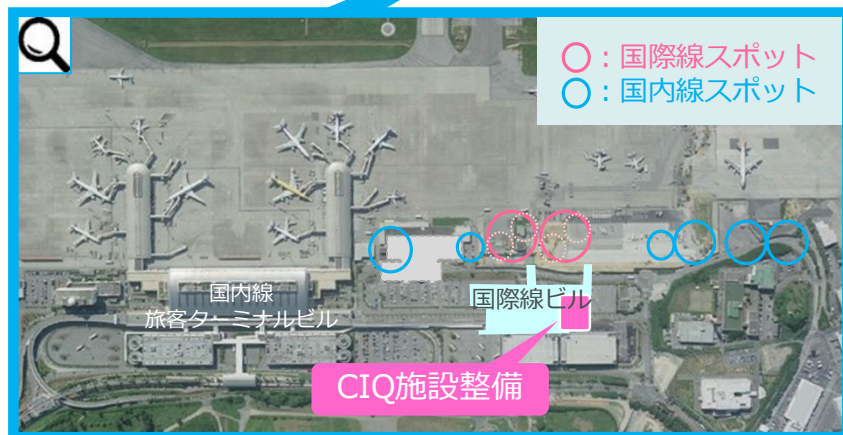 ○：国際線スポット
○：国内線スポット
国内線
旅客ターミナルビル
国際線ビル
CIQ施設整備